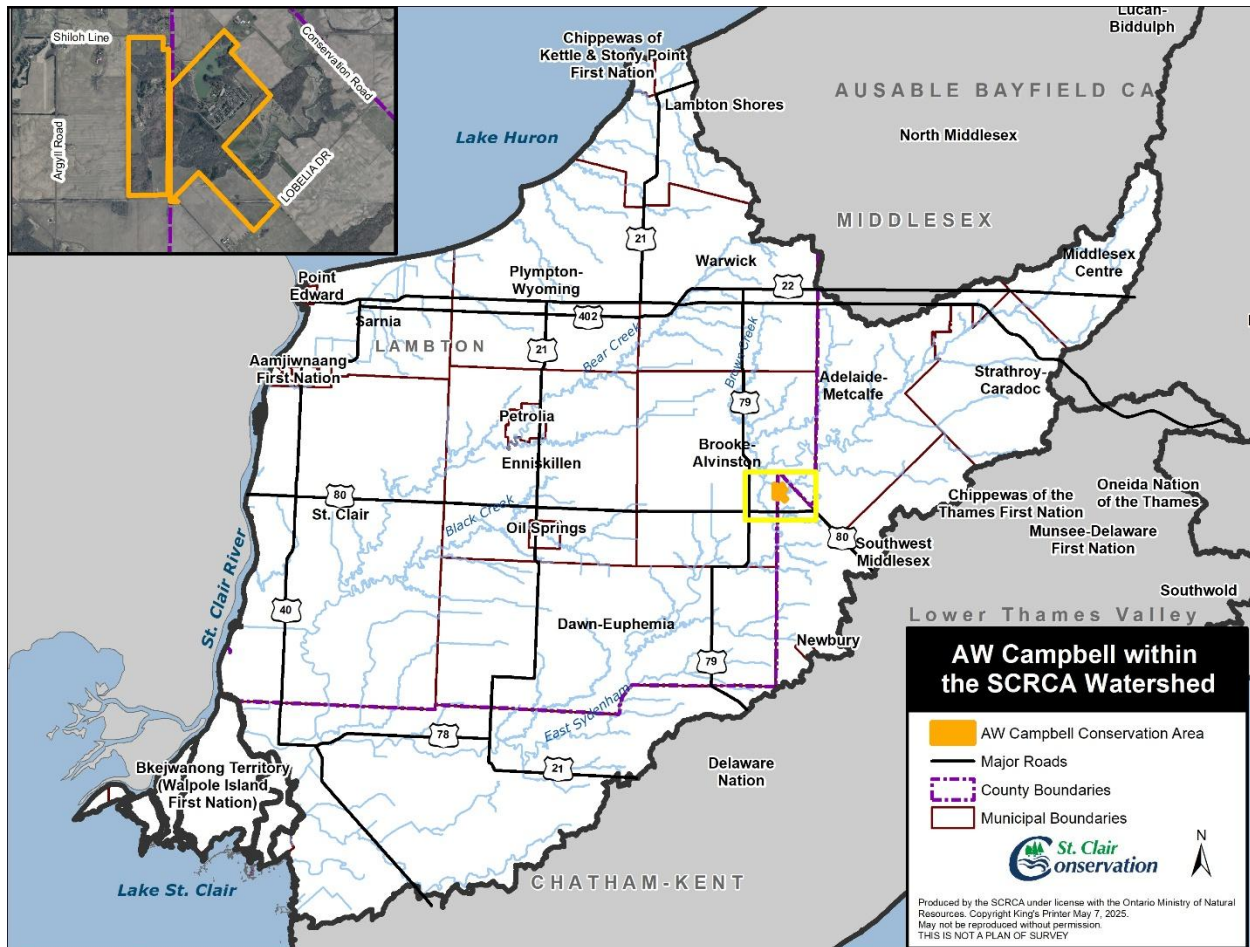 Shiloh Line
Argyll Road
Conservation Road
LOBELIA DR
Chippewas of
Kettle & Stony Point
First Nation
Lambton Shores
Lucan-
Biddulph
AUSABLE BAYFIELD CA
North Middlesex
Lake Huron
MIDDLESEX
21
Warwick
Middlesex
Centre
Point
Edward
Plympton-
Wyoming
22
402
Sarnia
LAMBTON
21
Bear Creek
Brown Creek
Aamjiwnaang
First Nation
Adelaide-
Metcalfe
Strathroy-
Caradoc
79
Petrolia
Enniskillen
Brooke-
Alvinston
80
St. Clair
Black Creek
Oil Springs
Chippewas of the
Thames First Nation
Oneida Nation
of the Thames
Munsee-Delaware
First Nation
80
Southwest
Middlesex
St. Clair River
40
Southwold
Lower Thames Valley
Dawn-Euphemia
Newbury
79
East Sydenham
78
21
Bkejwanong Territory
(Walpole Island
First Nation)
Delaware
Nation
Lake St. Clair
CHATHAM-KENT
AW Campbell within
the SCRCA Watershed
AW Campbell Conservation Area
Major Roads
County Boundaries
Municipal Boundaries
St. Clair
Conservation
N
Produced by the SCRCA under license with the Ontario Ministry of Natural
Resources. Copyright King's Printer May 7, 2025.
May not be reproduced without permission.
THIS IS NOT A PLAN OF SURVEY